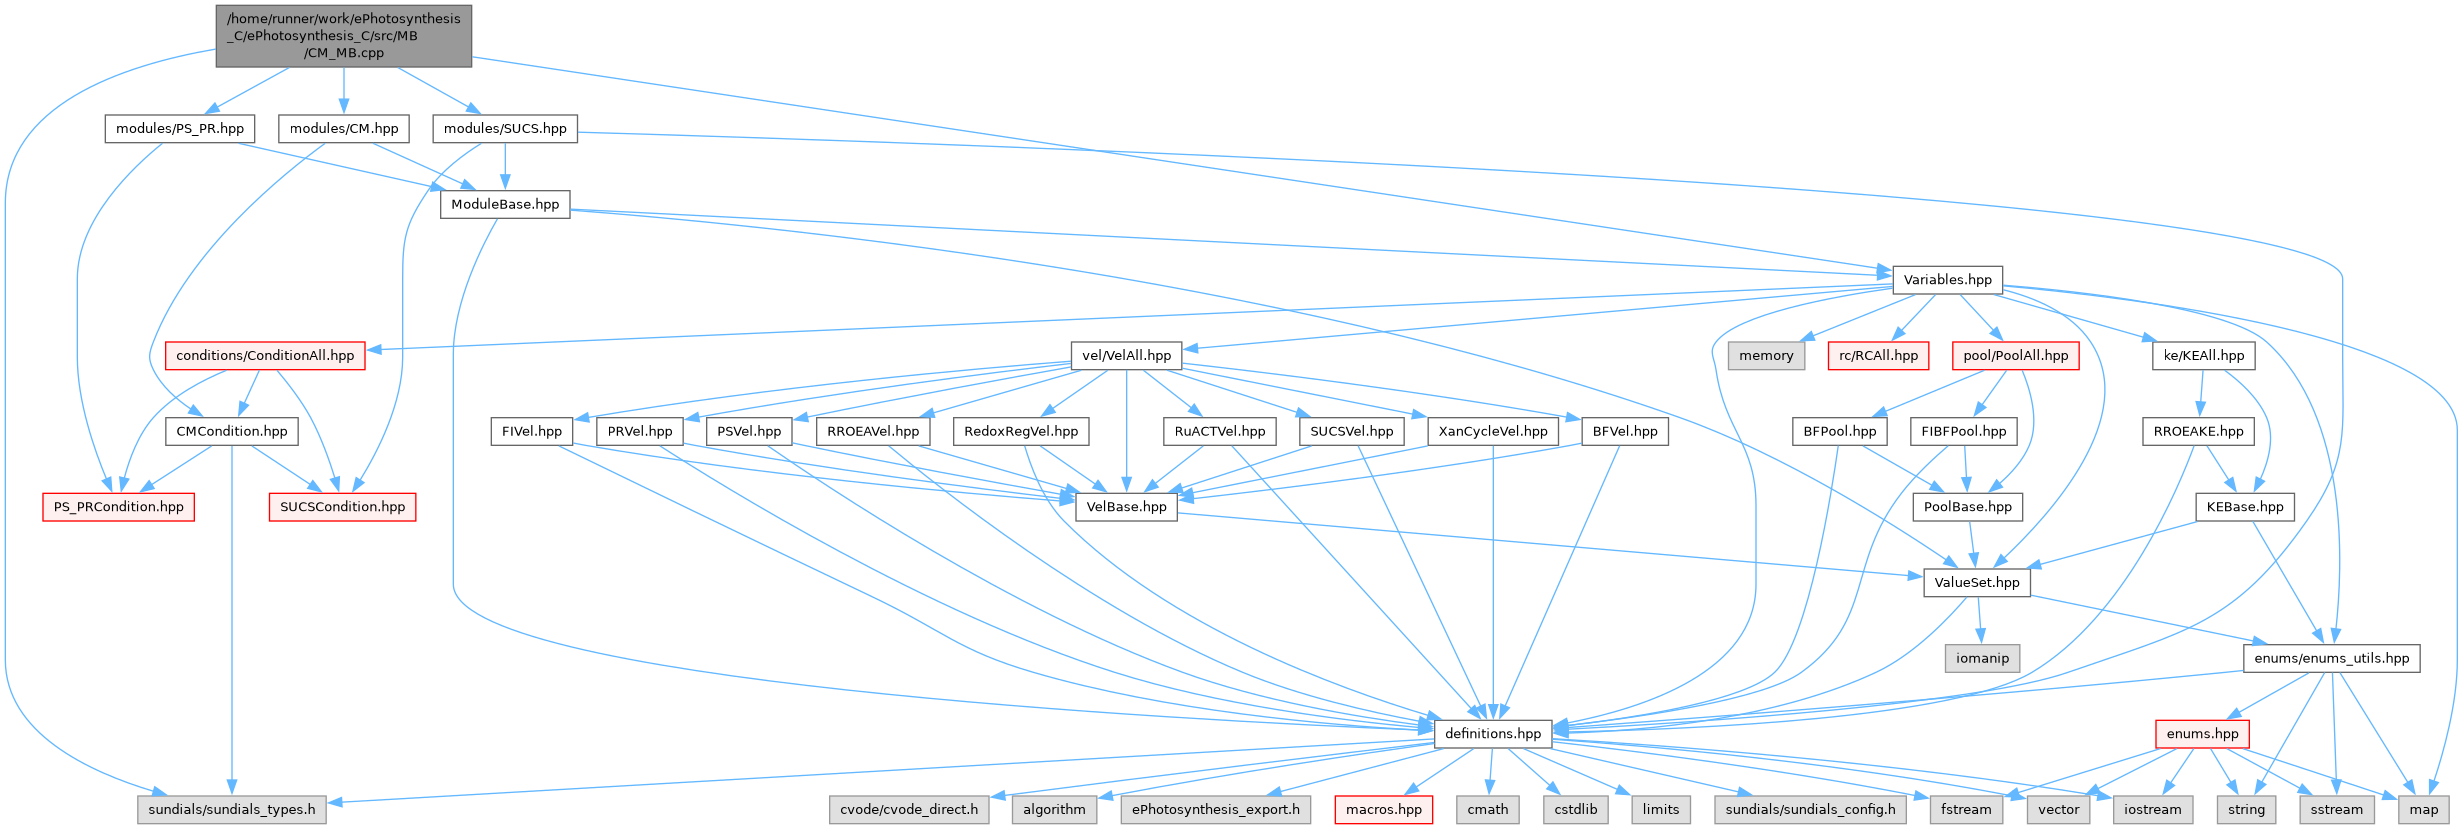 /home/runner/work/ePhotosynthesis
_C/ePhotosynthesis_C/src/MB
/CM_MB.cpp
modules/PS_PR.hpp
modules/CM.hpp
modules/SUCS.hpp
ModuleBase.hpp
Variables.hpp
conditions/ConditionAll.hpp
vel/VelAll.hpp
memory
rc/RCAll.hpp
pool/PoolAll.hpp
ke/KEAll.hpp
CMCondition.hpp
FIVel.hpp
PRVel.hpp
PSVel.hpp
RROEAVel.hpp
RedoxRegVel.hpp
RuACTVel.hpp
SUCSVel.hpp
XanCycleVel.hpp
BFVel.hpp
BFPool.hpp
FIBFPool.hpp
RROEAKE.hpp
PS_PRCondition.hpp
SUCSCondition.hpp
VelBase.hpp
PoolBase.hpp
KEBase.hpp
ValueSet.hpp
iomanip
enums/enums_utils.hpp
definitions.hpp
enums.hpp
sundials/sundials_types.h
cvode/cvode_direct.h
algorithm
ePhotosynthesis_export.h
macros.hpp
cmath
cstdlib
limits
sundials/sundials_config.h
fstream
vector
iostream
string
sstream
map